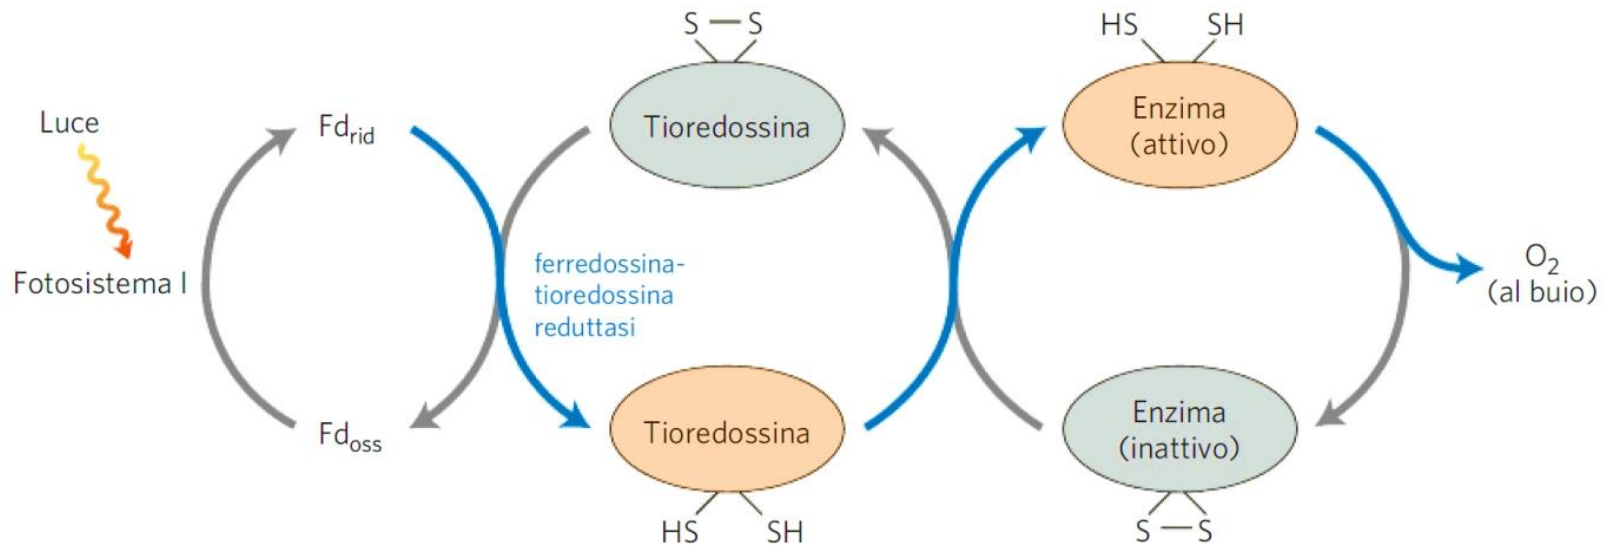 S — S
HS SH
Luce
Fd_rid
Tioredossina
Enzima
(attivo)
Fotosistema I
ferredossina-
tioredossina
reduttasi
O₂
(al buio)
Fd_oss
Tioredossina
Enzima
(inattivo)
HS SH
S — S